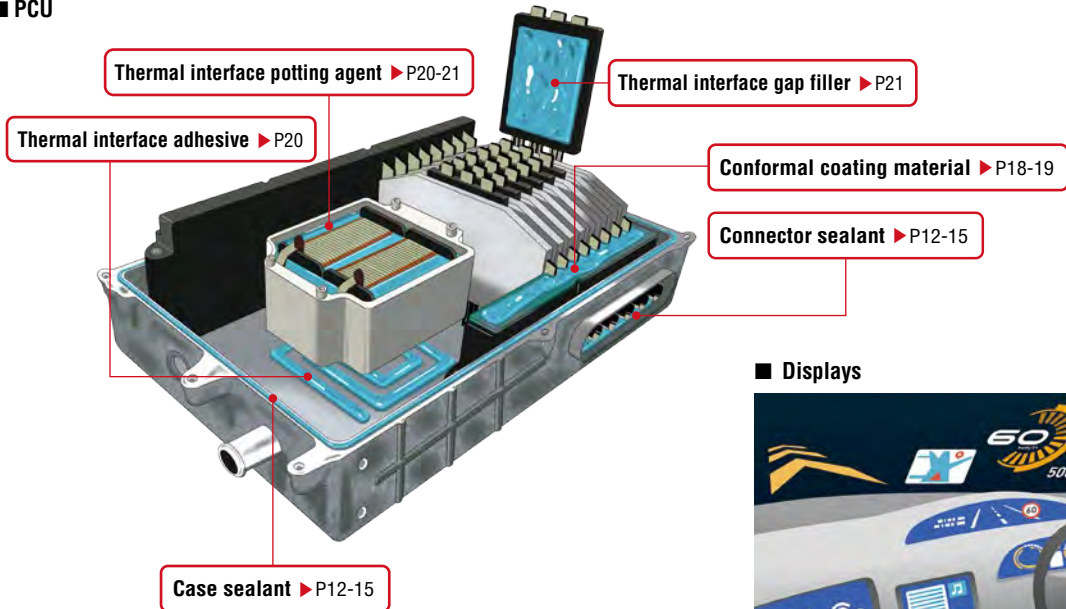 ■ PCU
Thermal interface potting agent ▶P20-21
Thermal interface gap filler ▶P21
Thermal interface adhesive ▶P20
Conformal coating material ▶P18-19
Connector sealant ▶P12-15
■ Displays
60
60
Case sealant ▶P12-15